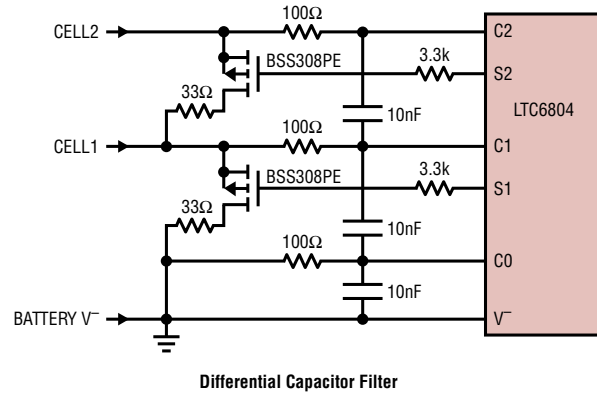 100Ω
CELL2
C2
BSS308PE
3.3k
S2
33Ω
LTC6804
10nF
100Ω
CELL1
C1
BSS308PE
3.3k
S1
33Ω
10nF
100Ω
C0
10nF
BATTERY V–
V–
Differential Capacitor Filter